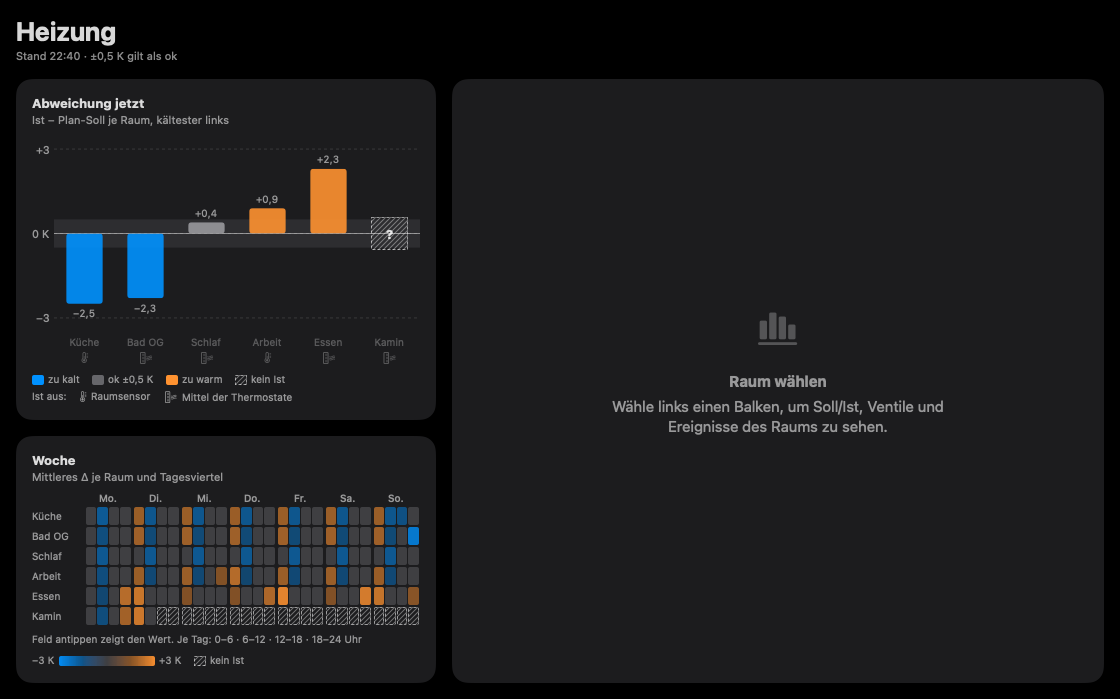 Heizung
Stand 22:40 · ±0,5 K gilt als ok
Abweichung jetzt
Ist – Plan-Soll je Raum, kältester links
+3
+2,3
+0,9
+0,4
0 K
?
−2,5
−2,3
−3
Küche Bad OG Schlaf Arbeit Essen Kamin
zu kalt ok ±0,5 K zu warm kein Ist
Ist aus: Raumsensor Mittel der Thermostate
Raum wählen
Wähle links einen Balken, um Soll/Ist, Ventile und
Ereignisse des Raums zu sehen.
Woche
Mittleres Δ je Raum und Tagesviertel
Mo. Di. Mi. Do. Fr. Sa. So.
Küche
Bad OG
Schlaf
Arbeit
Essen
Kamin
Feld antippen zeigt den Wert. Je Tag: 0–6 · 6–12 · 12–18 · 18–24 Uhr
−3 K +3 K kein Ist